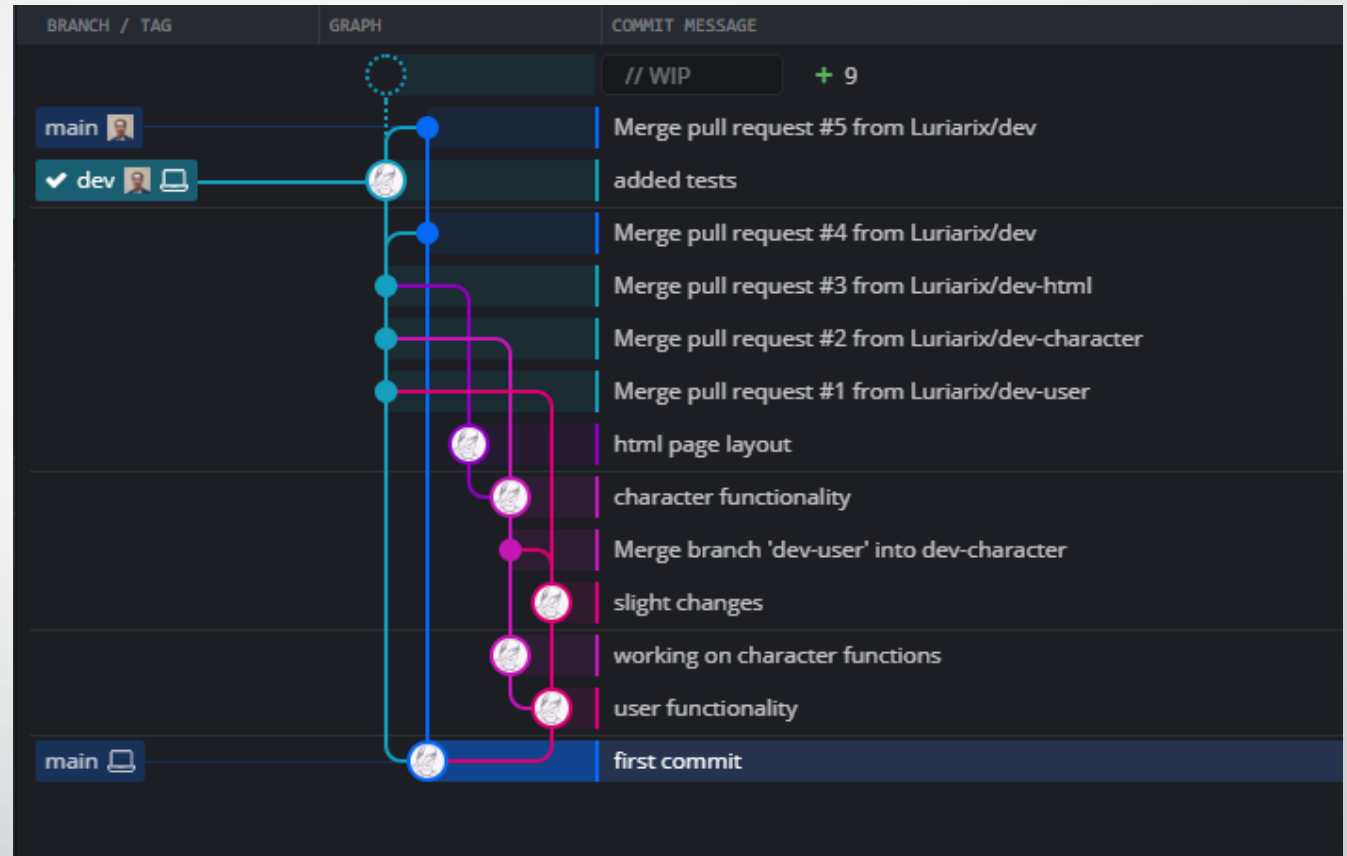 BRANCH / TAG GRAPH COMMIT MESSAGE
// WIP + 9
main Merge pull request #5 from Luriarix/dev
dev added tests
Merge pull request #4 from Luriarix/dev
Merge pull request #3 from Luriarix/dev-html
Merge pull request #2 from Luriarix/dev-character
Merge pull request #1 from Luriarix/dev-user
html page layout
character functionality
Merge branch 'dev-user' into dev-character
slight changes
working on character functions
user functionality
main first commit